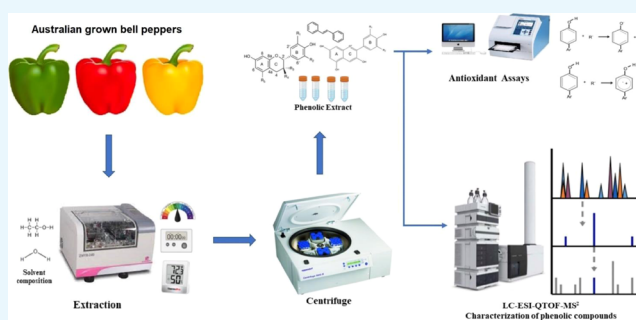 Australian grown bell peppers
Phenolic Extract
Antioxidant Assays
Solvent
composition
Extraction
Centrifuge
LC-ESI-QTOF-MS²
Characterization of phenolic compounds